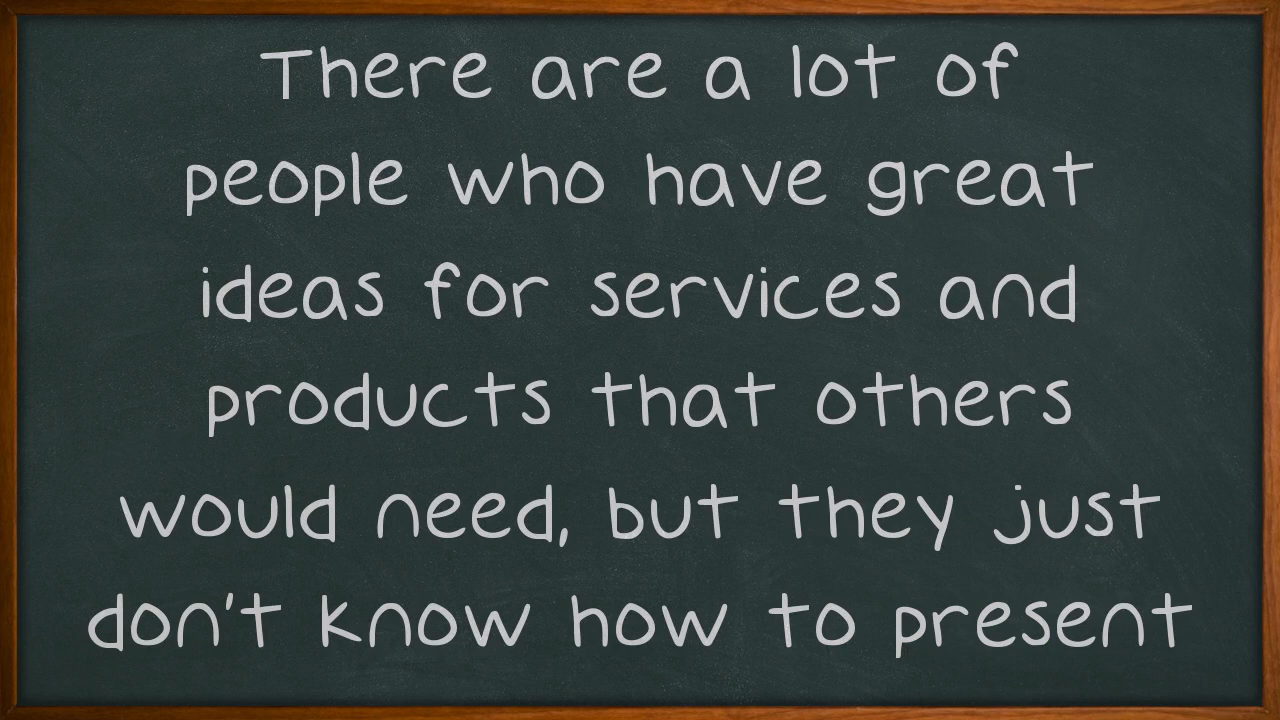 There are a lot of
people who have great
ideas for services and
products that others
would need, but they just
don't know how to present